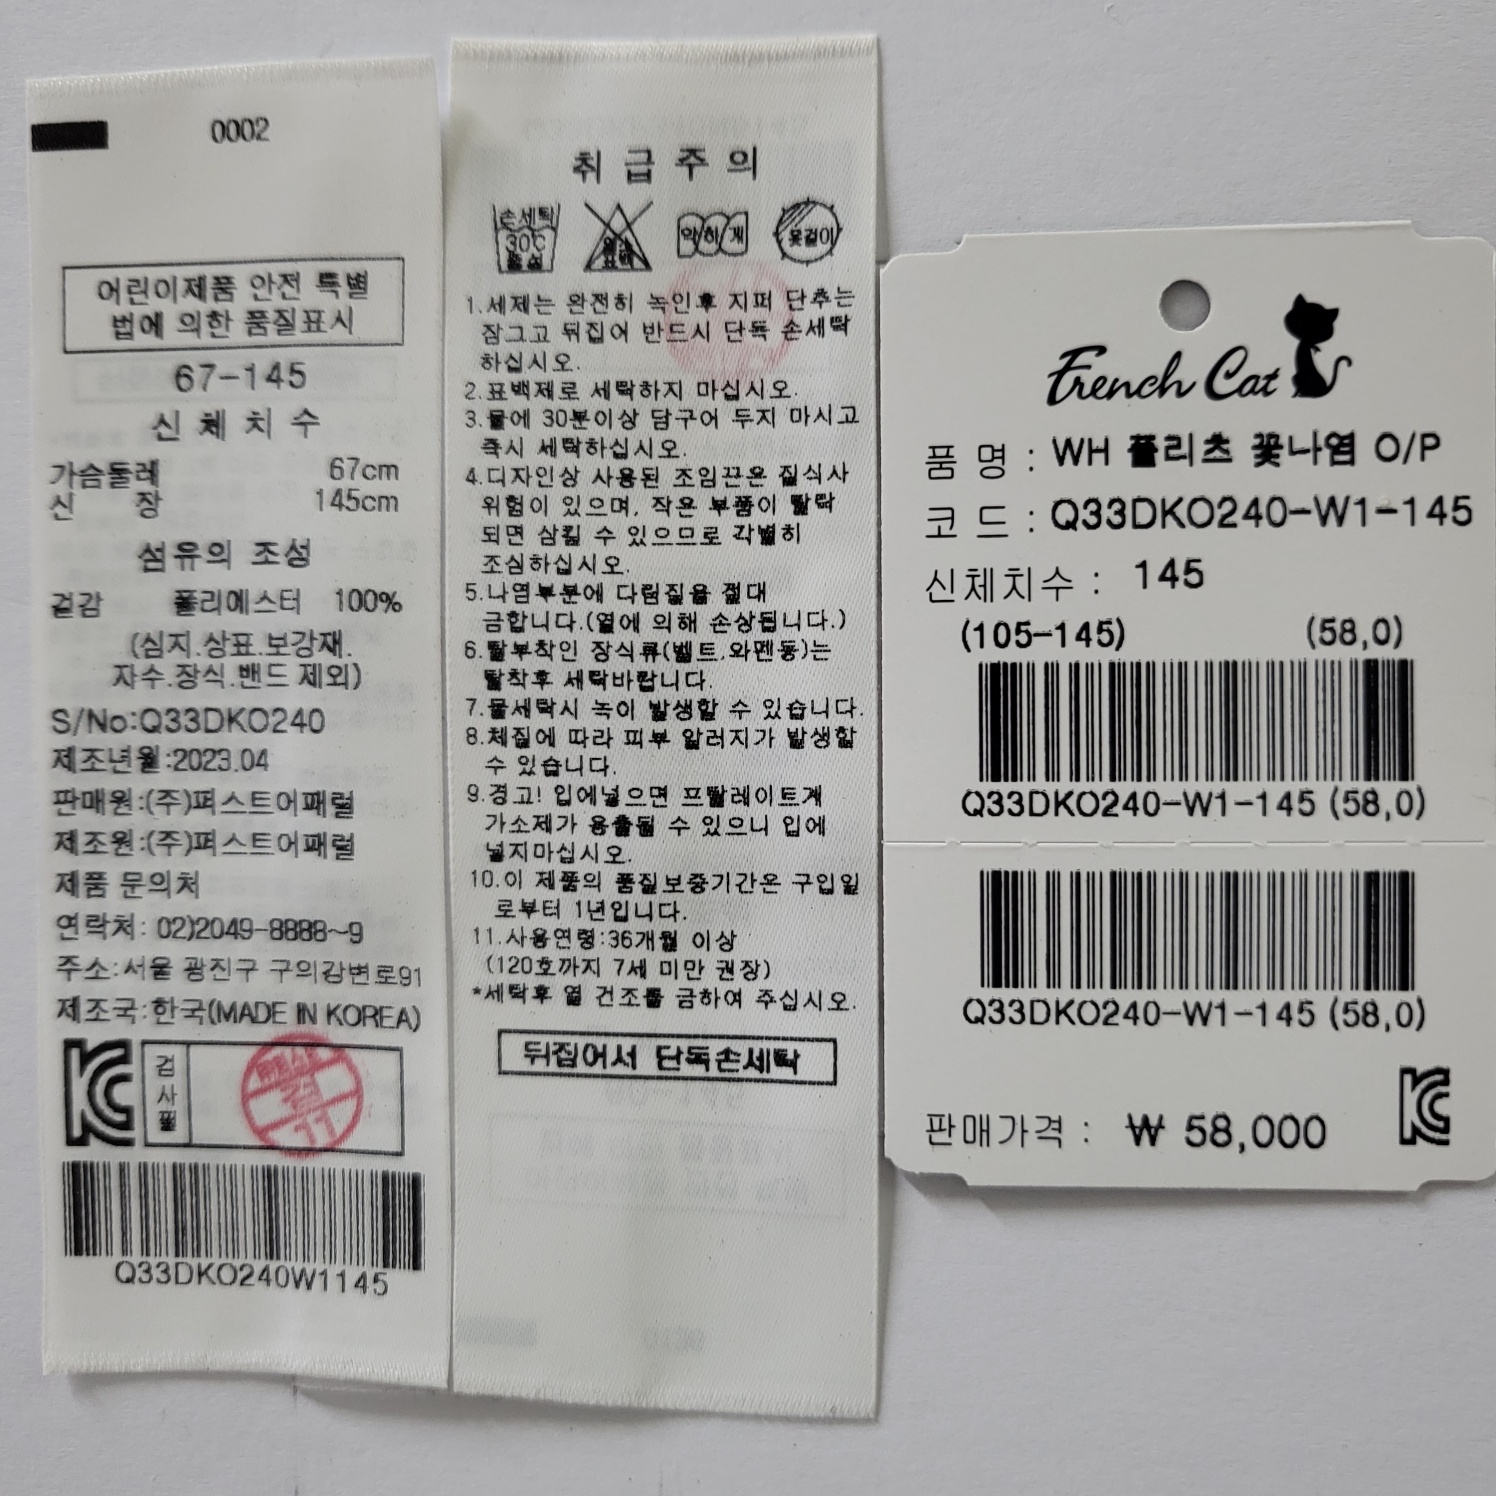 0002
어린이제품 안전 특별
법에 의한 품질표시
67-145
신체치수
가슴둘레 67cm
신 장 145cm
섬유의 조성
겉감 폴리에스터 100%
(심지.상표.보강재.
자수.장식.밴드 제외)
S/No:Q33DKO240
제조년월:2023.04
판매원:(주)퍼스트어패럴
제조원:(주)퍼스트어패럴
제품 문의처
연락처: 02)2049-8888~9
주소:서울 광진구 구의강변로91
제조국:한국(MADE IN KOREA)
검사필
검
11
Q33DKO240W1145
취급주의
손세탁
30℃
중성
염소
표백
약하게
옷걸이
1.세제는 완전히 녹인후 지퍼 단추는
잠그고 뒤집어 반드시 단독 손세탁
하십시오.
2.표백제로 세탁하지 마십시오.
3.물에 30분이상 담구어 두지 마시고
즉시 세탁하십시오.
4.디자인상 사용된 조임끈은 질식사
위험이 있으며, 작은 부품이 탈락
되면 삼킬 수 있으므로 각별히
조심하십시오.
5.나염부분에 다림질을 절대
금합니다.(열에 의해 손상됩니다.)
6.탈부착인 장식류(벨트,와펜등)는
탈착후 세탁바랍니다.
7.물세탁시 녹이 발생할 수 있습니다.
8.체질에 따라 피부 알러지가 발생할
수 있습니다.
9.경고! 입에넣으면 프탈레이트계
가소제가 용출될 수 있으니 입에
넣지마십시오.
10.이 제품의 품질보증기간은 구입일
로부터 1년입니다.
11.사용연령:36개월 이상
(120호까지 7세 미만 권장)
*세탁후 열 건조를 금하여 주십시오.
뒤집어서 단독손세탁
French Cat
품 명 : WH 플리츠 꽃나염 O/P
코 드 : Q33DKO240-W1-145
신체치수 : 145
(105-145) (58,0)
Q33DKO240-W1-145 (58,0)
Q33DKO240-W1-145 (58,0)
판매가격 : ₩ 58,000